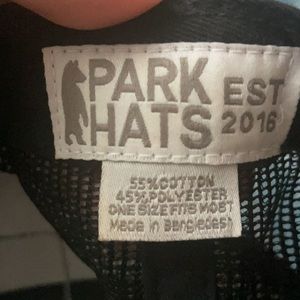 PARK
HATS
EST
2016
55% COTTON
45% POLYESTER
ONE SIZE FITS MOST
Made in Bangladesh